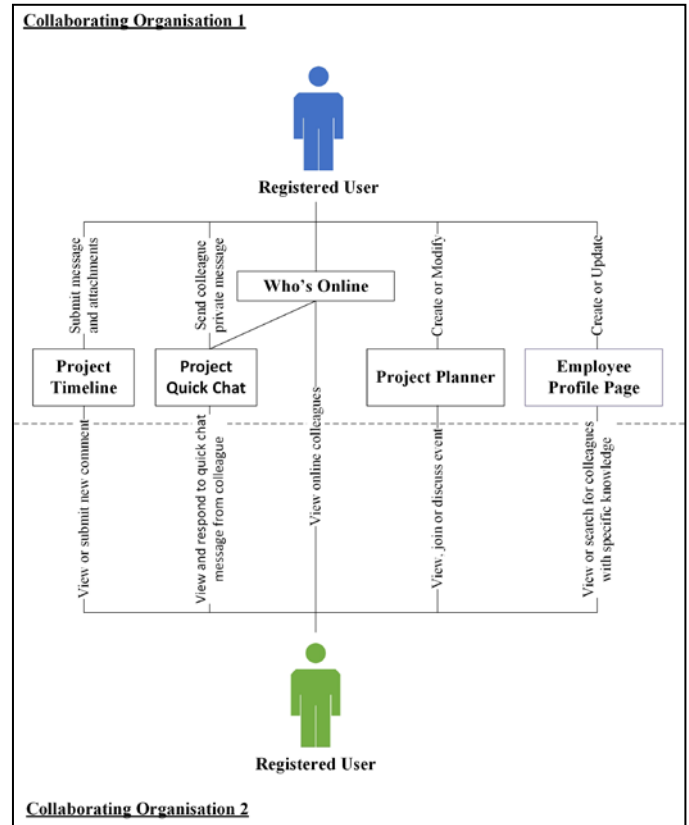 Collaborating Organisation 1
Registered User
Submit message
and attachments
Send colleague
private message
Who's Online
Create or Modify
Create or Update
Project
Timeline
Project
Quick Chat
Project Planner
Employee
Profile Page
View or submit new comment
View and respond to quick chat
message from colleague
View online colleagues
View, join or discuss event
View or search for colleagues
with specific knowledge
Registered User
Collaborating Organisation 2